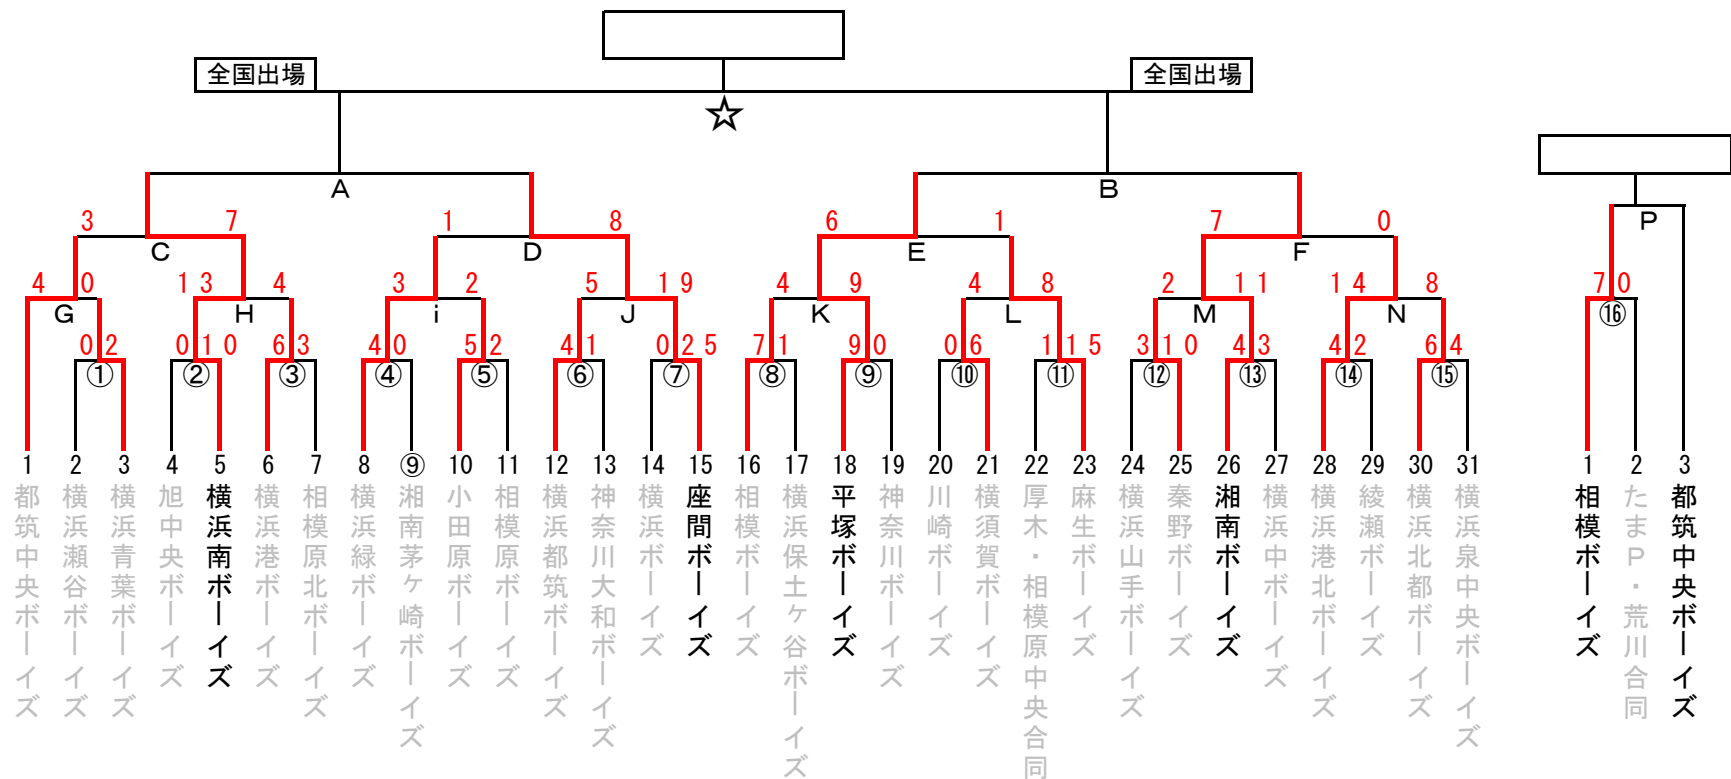 全国出場
全国出場
☆
A
B
3 7
1 8
6 1
7 0
C
D
E
F
P
4 0
13 4
3 2
5 19
4 9
4 8
2 11
14 8
7 0
G
H
i
J
K
L
M
N
⑯
0 2
0 10
6 3
4 0
5 2
4 1
0 25
7 1
9 0
0 6
1 15
3 10
4 3
4 2
6 4
①
②
③
④
⑤
⑥
⑦
⑧
⑨
⑩
⑪
⑫
⑬
⑭
⑮
1 都筑中央ボーイズ
2 横浜瀬谷ボーイズ
3 横浜青葉ボーイズ
4 旭中央ボーイズ
5 横浜南ボーイズ
6 横浜港ボーイズ
7 相模原北ボーイズ
8 横浜緑ボーイズ
⑨ 湘南茅ヶ崎ボーイズ
10 小田原ボーイズ
11 相模原ボーイズ
12 横浜都筑ボーイズ
13 神奈川大和ボーイズ
14 横浜ボーイズ
15 座間ボーイズ
16 相模ボーイズ
17 横浜保土ケ谷ボーイズ
18 平塚ボーイズ
19 神奈川ボーイズ
20 川崎ボーイズ
21 横須賀ボーイズ
22 厚木・相模原中央合同
23 麻生ボーイズ
24 横浜山手ボーイズ
25 秦野ボーイズ
26 湘南ボーイズ
27 横浜中ボーイズ
28 横浜港北ボーイズ
29 綾瀬ボーイズ
30 横浜北都ボーイズ
31 横浜泉中央ボーイズ
1 相模ボーイズ
2 たまP・荒川合同
3 都筑中央ボーイズ